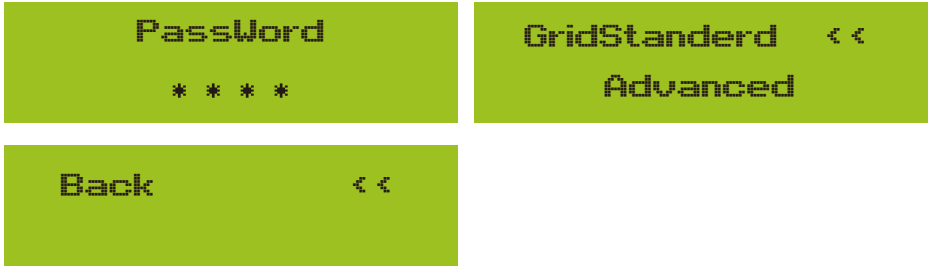 PassWord
* * * *
GridStanderd <<
Advanced
Back <<